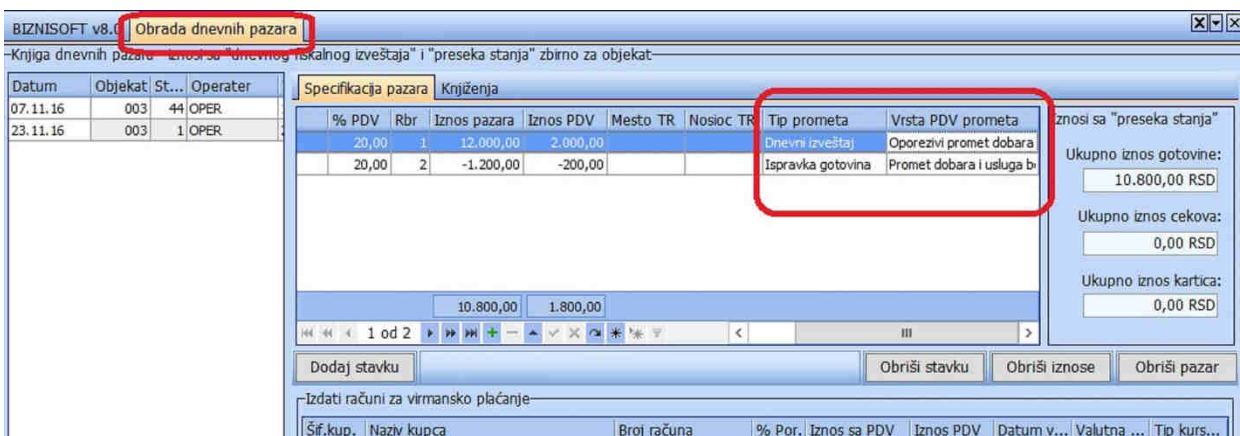 BIZNISOFT v8.0 Obrada dnevnih pazara
Knjiga dnevnih pazara - iznosi sa "dnevnog fiskalnog izveštaja" i "preseka stanja" zbirno za objekat
Datum Objekat St... Operater
07.11.16 003 44 OPER
23.11.16 003 1 OPER
Specifikacija pazara Knjiženja
% PDV Rbr Iznos pazara Iznos PDV Mesto TR Nosioc TR Tip prometa Vrsta PDV prometa
20,00 1 12.000,00 2.000,00 Dnevni izveštaj Oporezivi promet dobara
20,00 2 -1.200,00 -200,00 Ispravka gotovina Promet dobara i usluga
10.800,00 1.800,00
1 od 2
Iznosi sa "preseka stanja"
Ukupno iznos gotovine:
10.800,00 RSD
Ukupno iznos cekova:
0,00 RSD
Ukupno iznos kartica:
0,00 RSD
Dodaj stavku Obriši stavku Obriši iznose Obriši pazar
Izdati računi za virmansko plaćanje
Šif.kup. Naziv kupca Broj računa % Por. Iznos sa PDV Iznos PDV Datum v... Valutna ... Tip kurs...